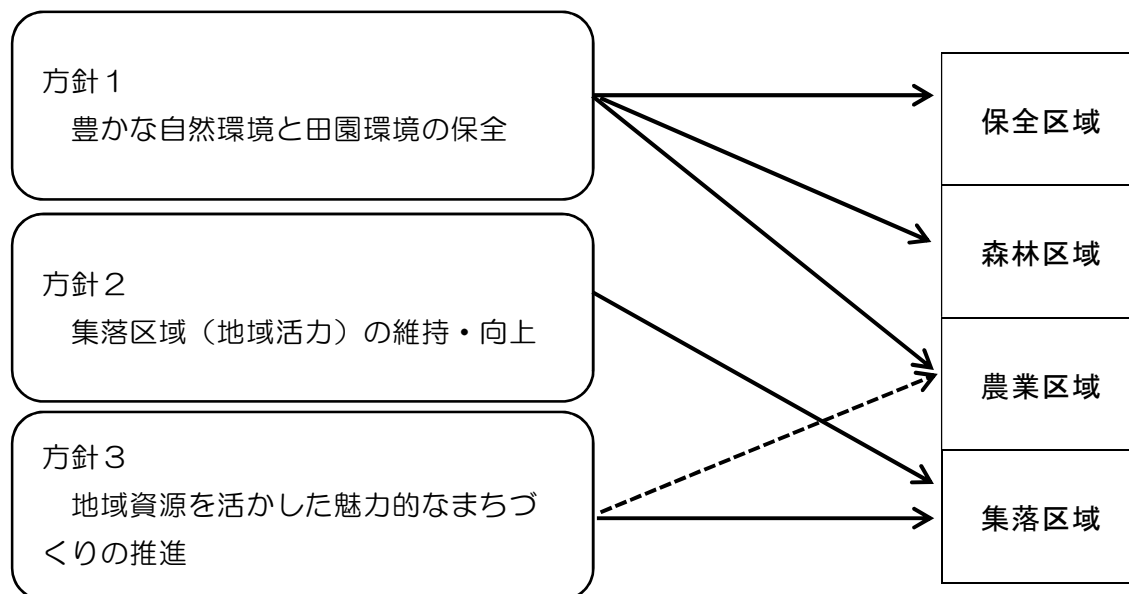 方針１
豊かな自然環境と田園環境の保全
方針２
集落区域（地域活力）の維持・向上
方針３
地域資源を活かした魅力的なまちづ
くりの推進
保全区域
森林区域
農業区域
集落区域